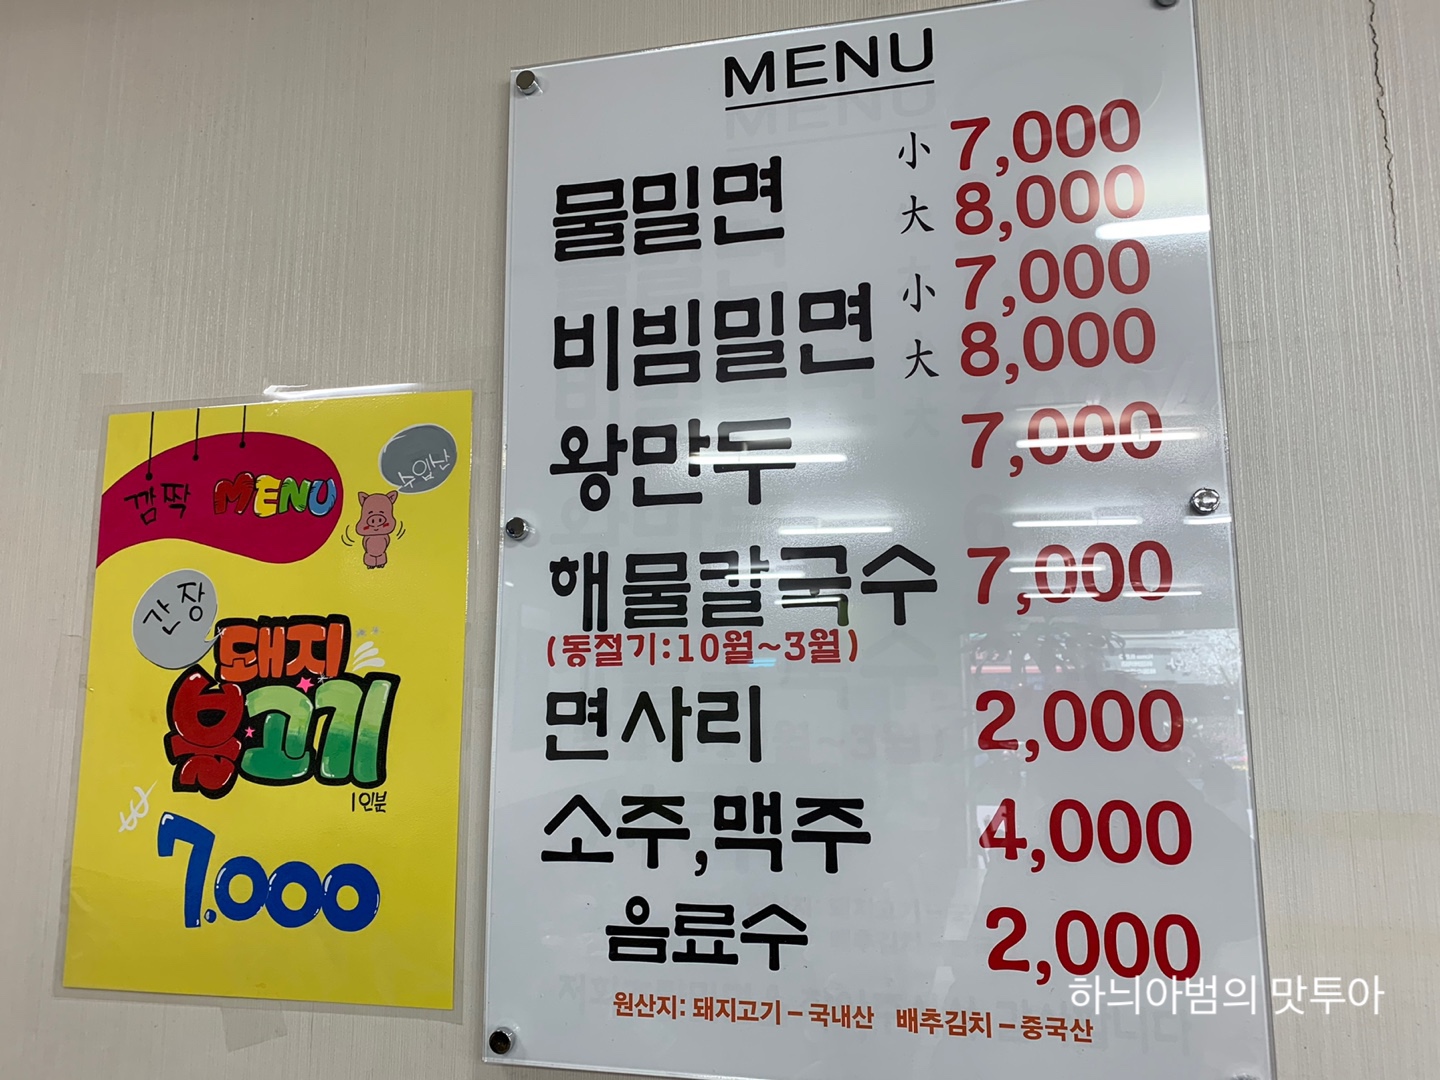 MENU
물밀면 小 7,000
大 8,000
비빔밀면 小 7,000
大 8,000
왕만두 7,000
해물칼국수 7,000
(동절기:10월~3월)
면사리 2,000
소주,맥주 4,000
음료수 2,000
원산지: 돼지고기 - 국내산 배추김치 - 중국산
깜짝 MENU
수입산
간장
돼지
불고기
1인분
₩
7.000
하늬아범의 맛투아